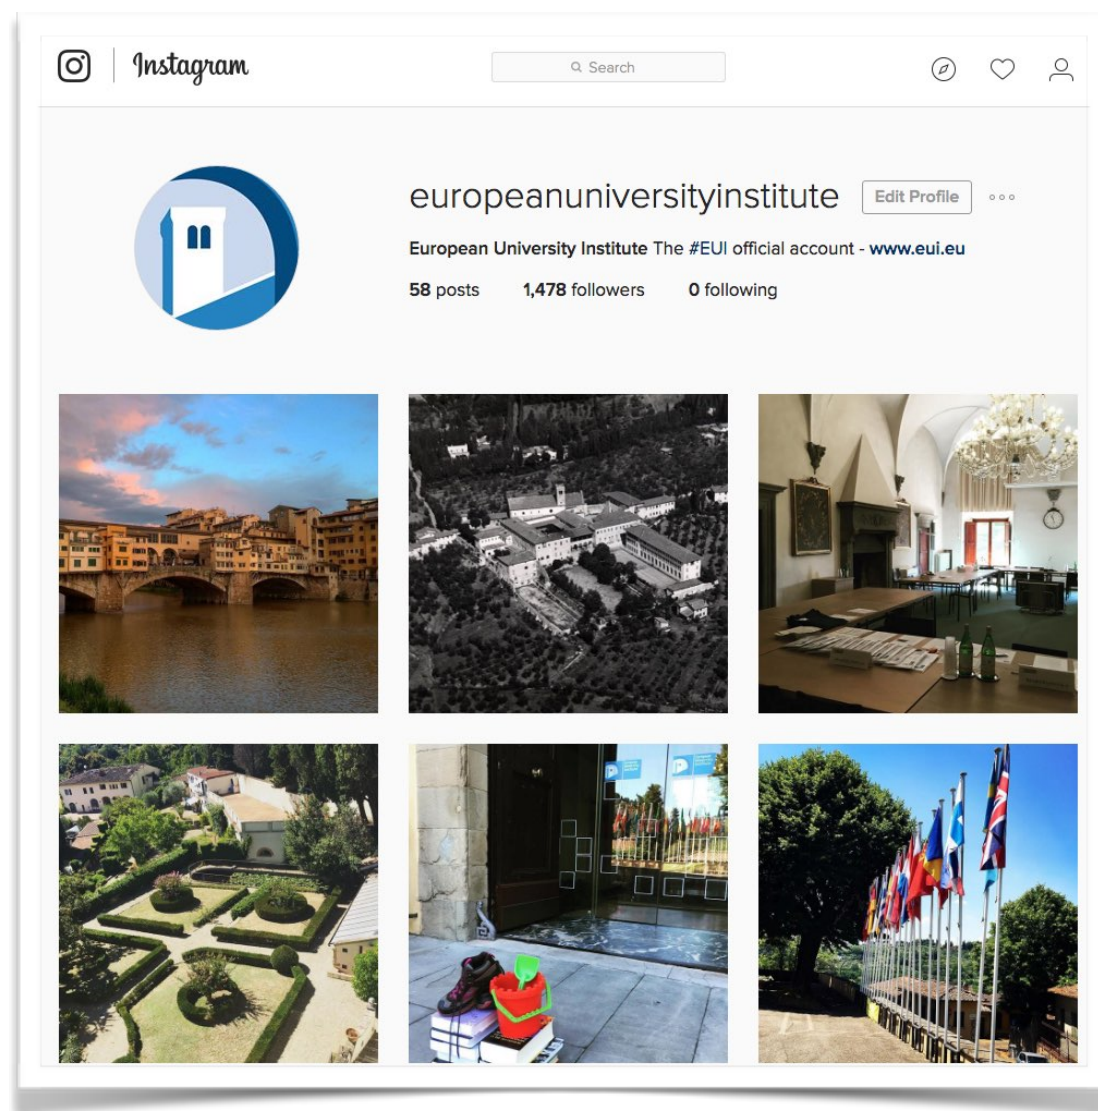 Instagram
Search
europeanuniversityinstitute Edit Profile
European University Institute The #EUI official account - www.eui.eu
58 posts 1,478 followers 0 following